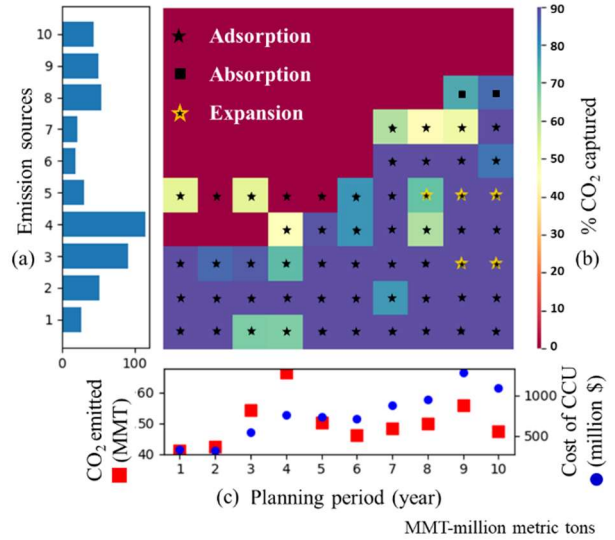 10
9
8
7
6
5
4
3
2
1
Emission sources
(a)
0
100
Adsorption
Absorption
Expansion
90
80
70
60
50
40
30
20
10
0
% CO₂ captured
(b)
60
50
40
CO₂ emitted
(MMT)
1 2 3 4 5 6 7 8 9 10
1000
500
Cost of CCU
(million $)
(c) Planning period (year)
MMT-million metric tons